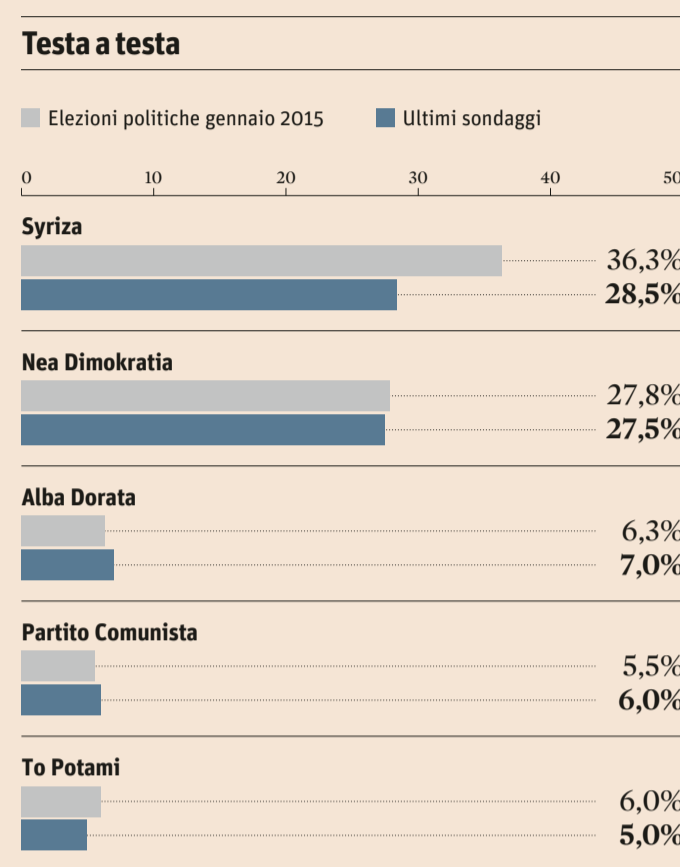 Testa a testa
Elezioni politiche gennaio 2015 Ultimi sondaggi
0 10 20 30 40 50
Syriza
36,3%
28,5%
Nea Dimokratia
27,8%
27,5%
Alba Dorata
6,3%
7,0%
Partito Comunista
5,5%
6,0%
To Potami
6,0%
5,0%